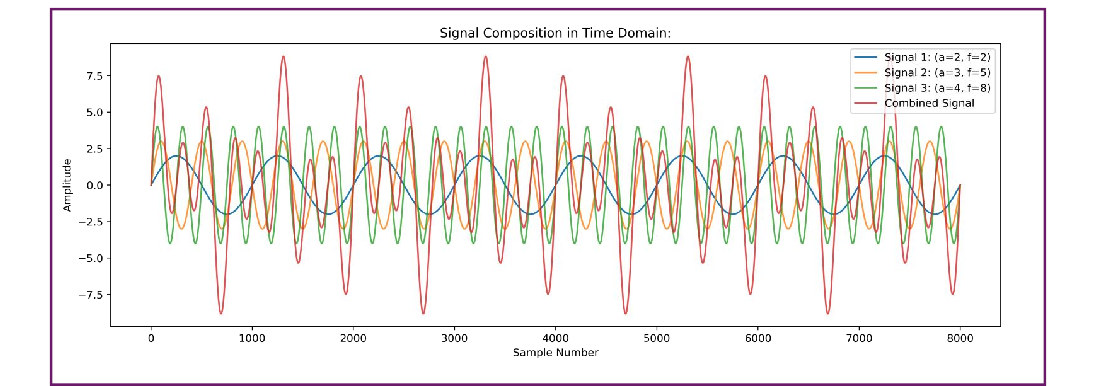 Signal Composition in Time Domain:
Signal 1: (a=2, f=2)
Signal 2: (a=3, f=5)
Signal 3: (a=4, f=8)
Combined Signal
7.5
5.0
2.5
0.0
−2.5
−5.0
−7.5
Amplitude
0 1000 2000 3000 4000 5000 6000 7000 8000
Sample Number